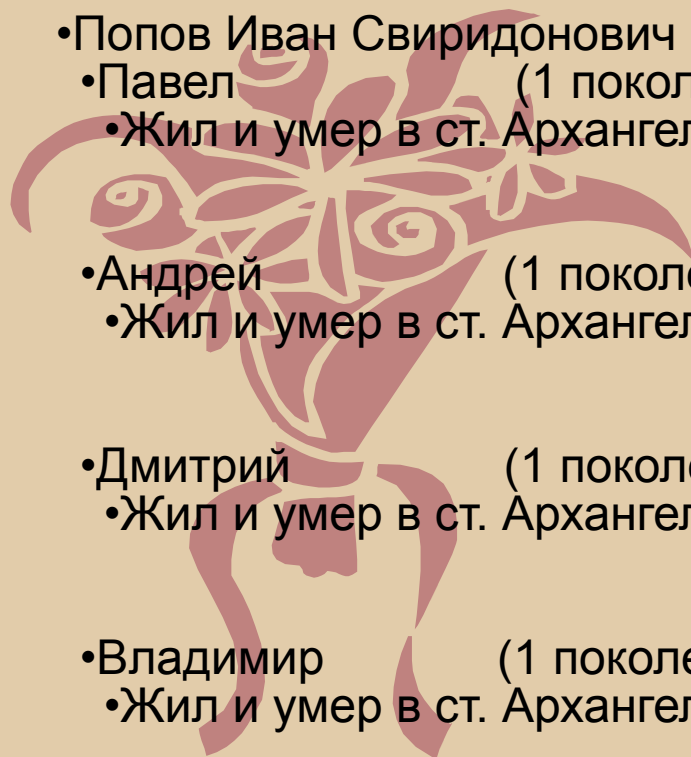 •Попов Иван Свиридонович
•Павел (1 покол
•Жил и умер в ст. Архангел
•Андрей (1 поколе
•Жил и умер в ст. Архангел
•Дмитрий (1 поколе
•Жил и умер в ст. Архангел
•Владимир (1 поколе
•Жил и умер в ст. Архангел